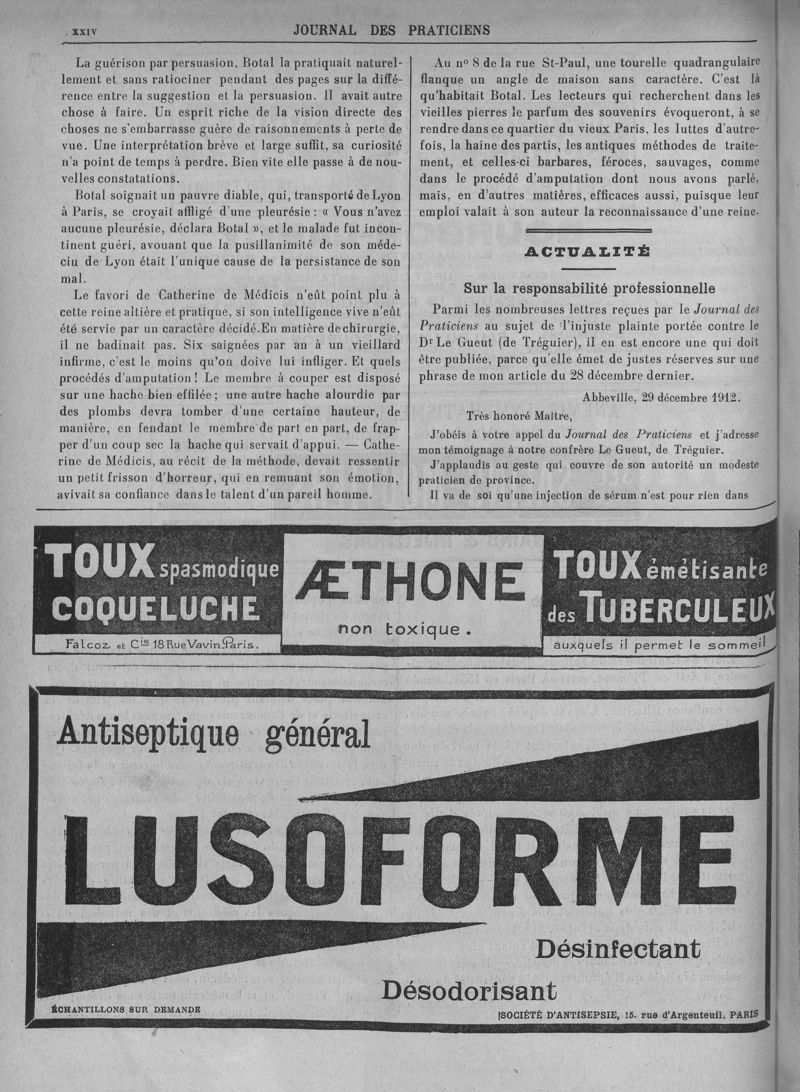 XXIV
JOURNAL DES PRATICIENS
La guérison par persuasion, Botal la pratiquait naturel-
lement et sans ratiociner pendant des pages sur la diffé-
rence entre la suggestion et la persuasion. Il avait autre
chose à faire. Un esprit riche de la vision directe des
choses ne s'embarrasse guère de raisonnements à perte de
vue. Une interprétation brève et large suffit, sa curiosité
n'a point de temps à perdre. Bien vite elle passe à de nou-
velles constatations.
Botal soignait un pauvre diable, qui, transporté de Lyon
à Paris, se croyait affligé d'une pleurésie : « Vous n'avez
aucune pleurésie, déclara Botal », et le malade fut incon-
tinent guéri, avouant que la pusillanimité de son méde-
cin de Lyon était l'unique cause de la persistance de son
mal.
Le favori de Catherine de Médicis n'eût point plu à
cette reine altière et pratique, si son intelligence vive n'eût
été servie par un caractère décidé. En matière de chirurgie,
il ne badinait pas. Six saignées par an à un vieillard
infirme, c'est le moins qu'on doive lui infliger. Et quels
procédés d'amputation ! Le membre à couper est disposé
sur une hache bien effilée ; une autre hache alourdie par
des plombs devra tomber d'une certaine hauteur, de
manière, en fendant le membre de part en part, de frap-
per d'un coup sec la hache qui servait d'appui. — Cathe-
rine de Médicis, au récit de la méthode, devait ressentir
un petit frisson d'horreur, qui en remuant son émotion,
avivait sa confiance dans le talent d'un pareil homme.
Au nº 8 de la rue St-Paul, une tourelle quadrangulaire
flanque un angle de maison sans caractère. C'est là
qu'habitait Botal. Les lecteurs qui recherchent dans les
vieilles pierres le parfum des souvenirs évoqueront, à se
rendre dans ce quartier du vieux Paris, les luttes d'autre-
fois, la haine des partis, les antiques méthodes de traite-
ment, et celles-ci barbares, féroces, sauvages, comme
dans le procédé d'amputation dont nous avons parlé,
mais, en d'autres matières, efficaces aussi, puisque leur
emploi valait à son auteur la reconnaissance d'une reine.
ACTUALITÉ
Sur la responsabilité professionnelle
Parmi les nombreuses lettres reçues par le Journal des
Praticiens au sujet de l'injuste plainte portée contre le
Dr Le Gueut (de Tréguier), il en est encore une qui doit
être publiée, parce qu'elle émet de justes réserves sur une
phrase de mon article du 28 décembre dernier.
Abbeville, 29 décembre 1912.
Très honoré Maître,
J'obéis à votre appel du Journal des Praticiens et j'adresse
mon témoignage à notre confrère Le Gueut, de Tréguier.
J'applaudis au geste qui couvre de son autorité un modeste
praticien de province.
Il va de soi qu'une injection de sérum n'est pour rien dans
TOUX spasmodique
COQUELUCHE
Falcoz et Cie 18 Rue Vavin. Paris.
ÆTHONE
non toxique.
TOUX émétisante
des TUBERCULEUX
auxquels il permet le sommeil
Antiseptique général
LUSOFORME
Désinfectant
Désodorisant
ÉCHANTILLONS SUR DEMANDE
SOCIÉTÉ D'ANTISEPSIE, 15. rue d'Argenteuil. PARIS